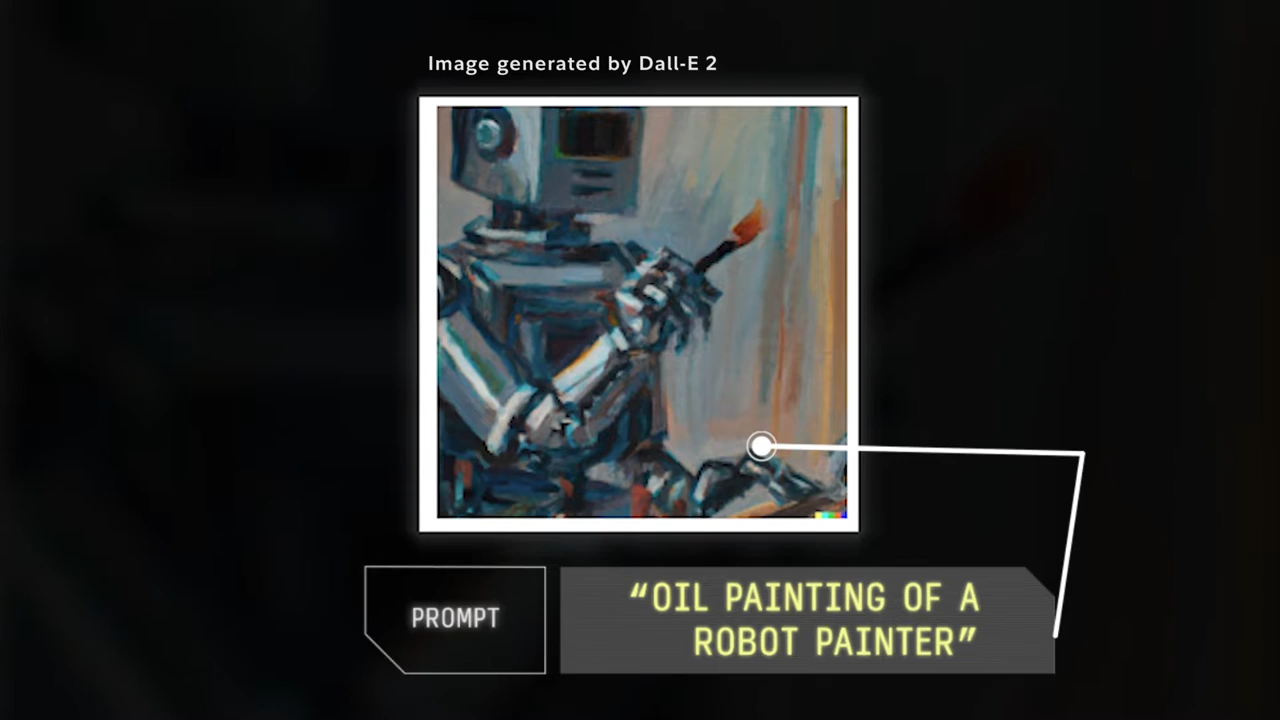 Image generated by Dall-E 2
PROMPT
“OIL PAINTING OF A
ROBOT PAINTER”